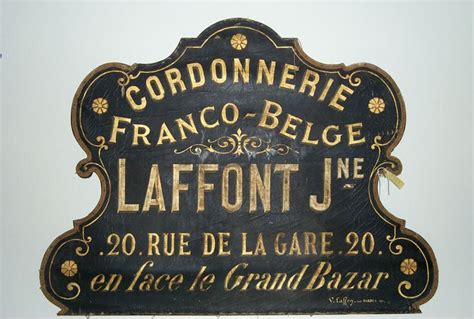 CORDONNERIE
FRANCO-BELGE
LAFFONT JNE
.20. RUE DE LA GARE .20.
en face le Grand Bazar